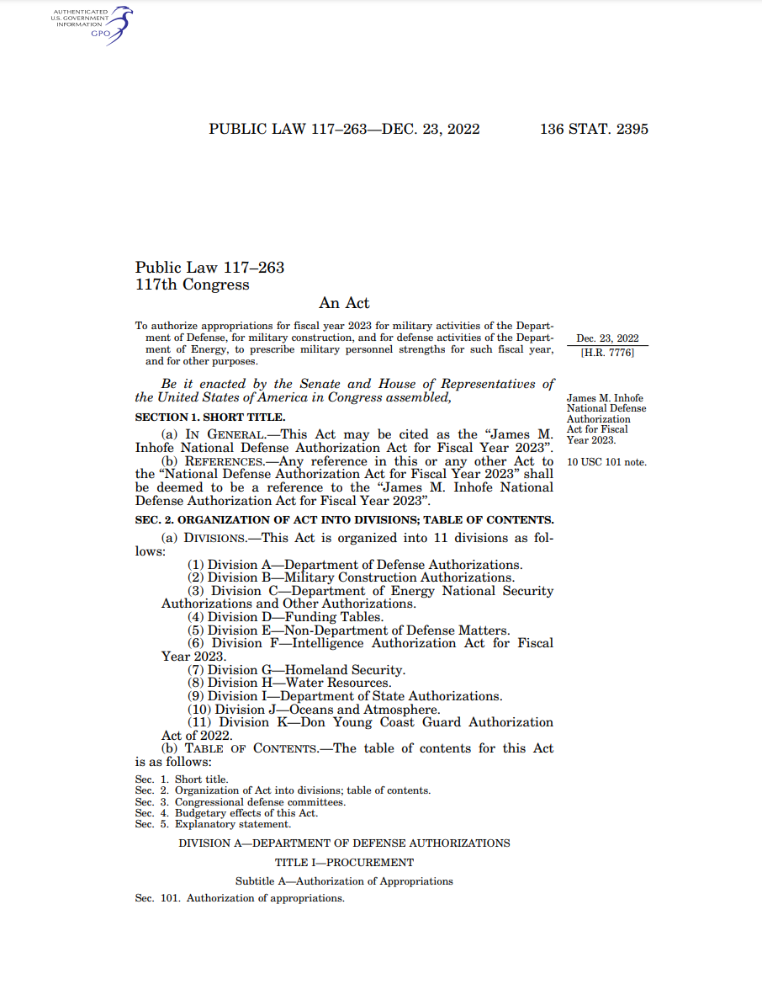 AUTHENTICATED
U.S. GOVERNMENT
INFORMATION
GPO
PUBLIC LAW 117–263—DEC. 23, 2022 136 STAT. 2395
Public Law 117–263
117th Congress
An Act
To authorize appropriations for fiscal year 2023 for military activities of the Depart-
ment of Defense, for military construction, and for defense activities of the Depart-
ment of Energy, to prescribe military personnel strengths for such fiscal year,
and for other purposes.
Dec. 23, 2022
[H.R. 7776]
Be it enacted by the Senate and House of Representatives of
the United States of America in Congress assembled,
James M. Inhofe
National Defense
Authorization
Act for Fiscal
Year 2023.
10 USC 101 note.
SECTION 1. SHORT TITLE.
(a) IN GENERAL.—This Act may be cited as the “James M.
Inhofe National Defense Authorization Act for Fiscal Year 2023”.
(b) REFERENCES.—Any reference in this or any other Act to
the “National Defense Authorization Act for Fiscal Year 2023” shall
be deemed to be a reference to the “James M. Inhofe National
Defense Authorization Act for Fiscal Year 2023”.
SEC. 2. ORGANIZATION OF ACT INTO DIVISIONS; TABLE OF CONTENTS.
(a) DIVISIONS.—This Act is organized into 11 divisions as fol-
lows:
(1) Division A—Department of Defense Authorizations.
(2) Division B—Military Construction Authorizations.
(3) Division C—Department of Energy National Security
Authorizations and Other Authorizations.
(4) Division D—Funding Tables.
(5) Division E—Non-Department of Defense Matters.
(6) Division F—Intelligence Authorization Act for Fiscal
Year 2023.
(7) Division G—Homeland Security.
(8) Division H—Water Resources.
(9) Division I—Department of State Authorizations.
(10) Division J—Oceans and Atmosphere.
(11) Division K—Don Young Coast Guard Authorization
Act of 2022.
(b) TABLE OF CONTENTS.—The table of contents for this Act
is as follows:
Sec. 1. Short title.
Sec. 2. Organization of Act into divisions; table of contents.
Sec. 3. Congressional defense committees.
Sec. 4. Budgetary effects of this Act.
Sec. 5. Explanatory statement.
DIVISION A—DEPARTMENT OF DEFENSE AUTHORIZATIONS
TITLE I—PROCUREMENT
Subtitle A—Authorization of Appropriations
Sec. 101. Authorization of appropriations.